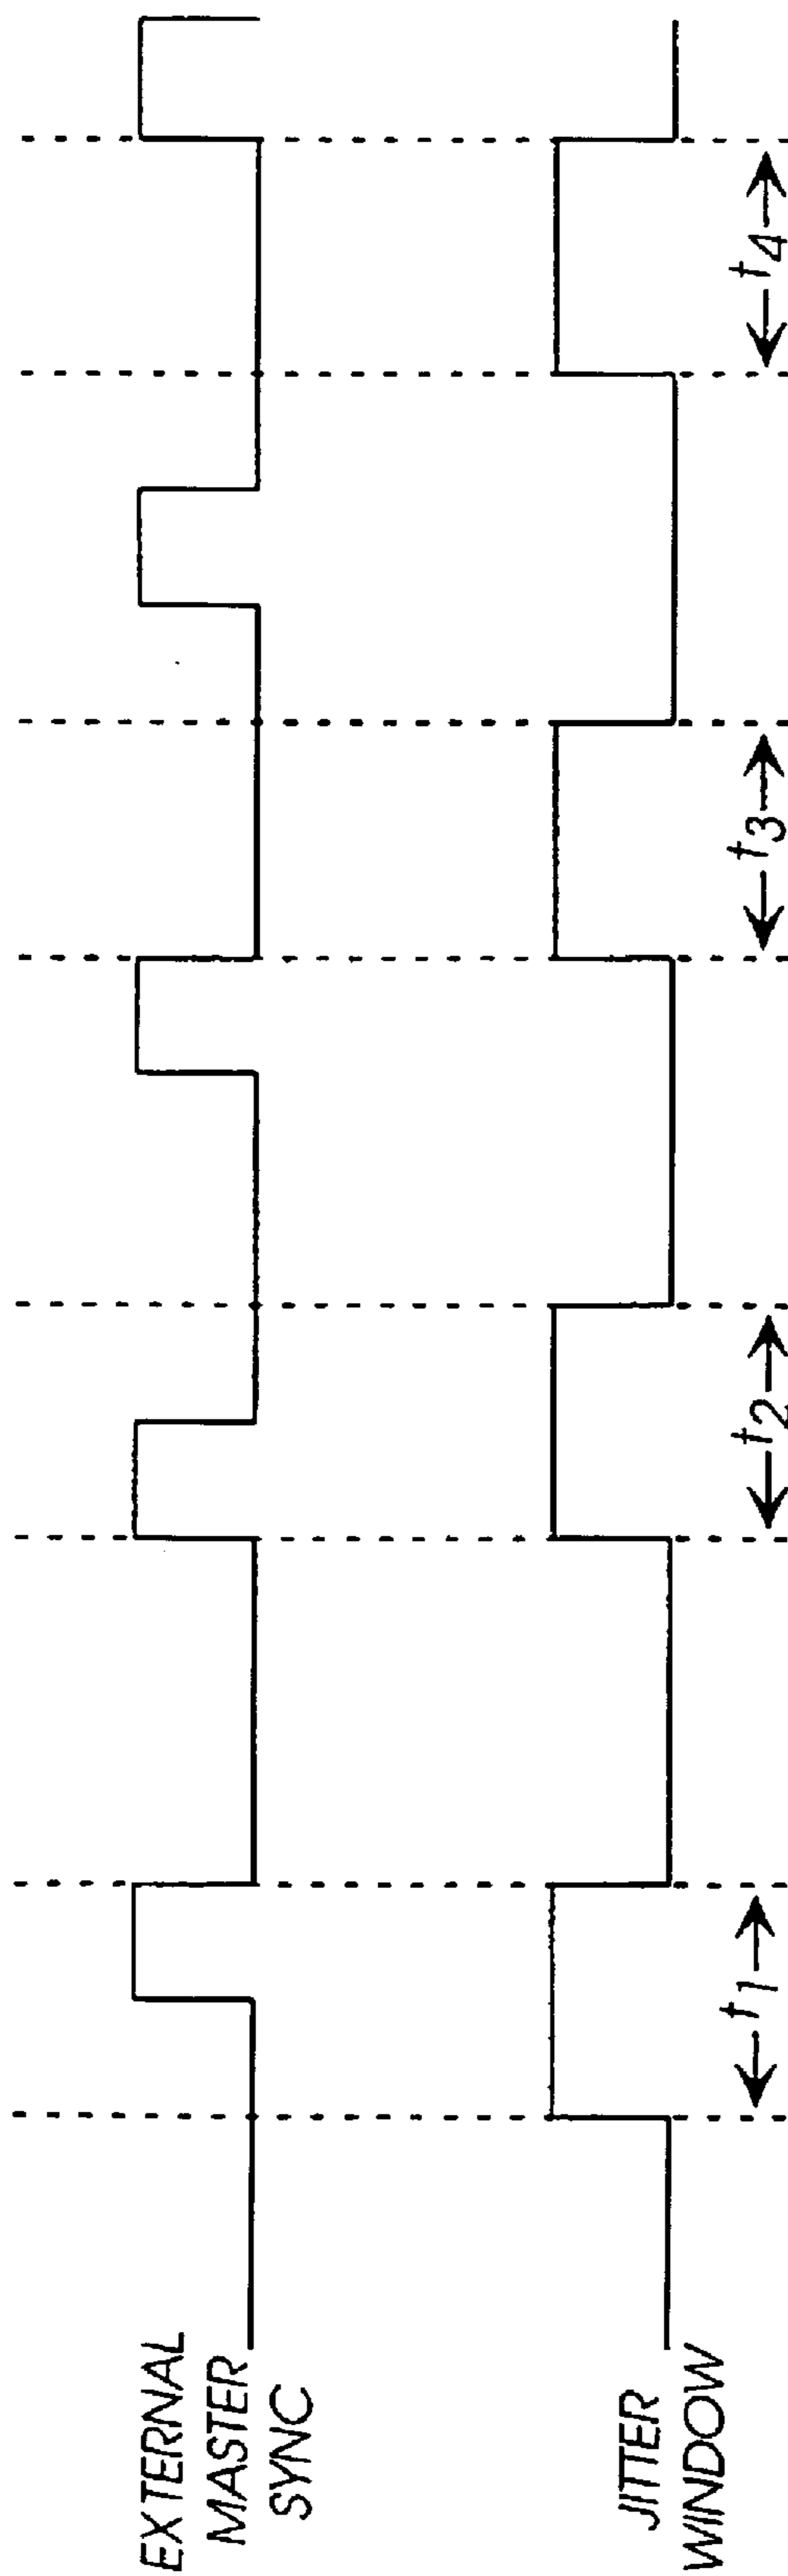 EXTERNAL
MASTER
SYNC
JITTER
WINDOW
t1
t2
t3
t4